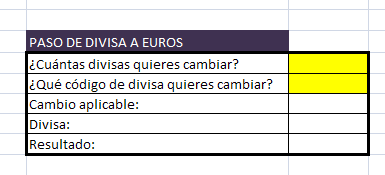 PASO DE DIVISA A EUROS
¿Cuántas divisas quieres cambiar?
¿Qué código de divisa quieres cambiar?
Cambio aplicable:
Divisa:
Resultado: